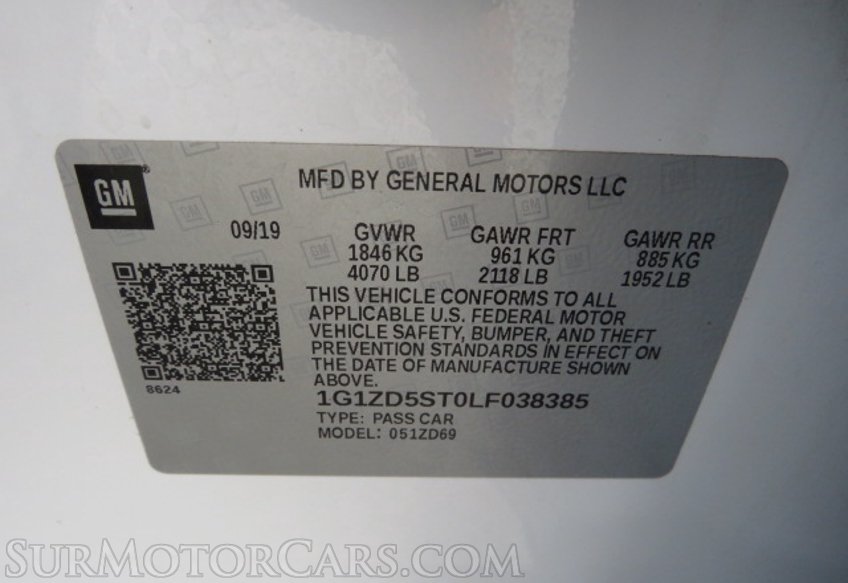 GM
MFD BY GENERAL MOTORS LLC
09/19
GVWR GAWR FRT GAWR RR
1846 KG 961 KG 885 KG
4070 LB 2118 LB 1952 LB
THIS VEHICLE CONFORMS TO ALL
APPLICABLE U.S. FEDERAL MOTOR
VEHICLE SAFETY, BUMPER, AND THEFT
PREVENTION STANDARDS IN EFFECT ON
THE DATE OF MANUFACTURE SHOWN
ABOVE.
8624
1G1ZD5ST0LF038385
TYPE: PASS CAR
MODEL: 051ZD69
SurMotorCars.com